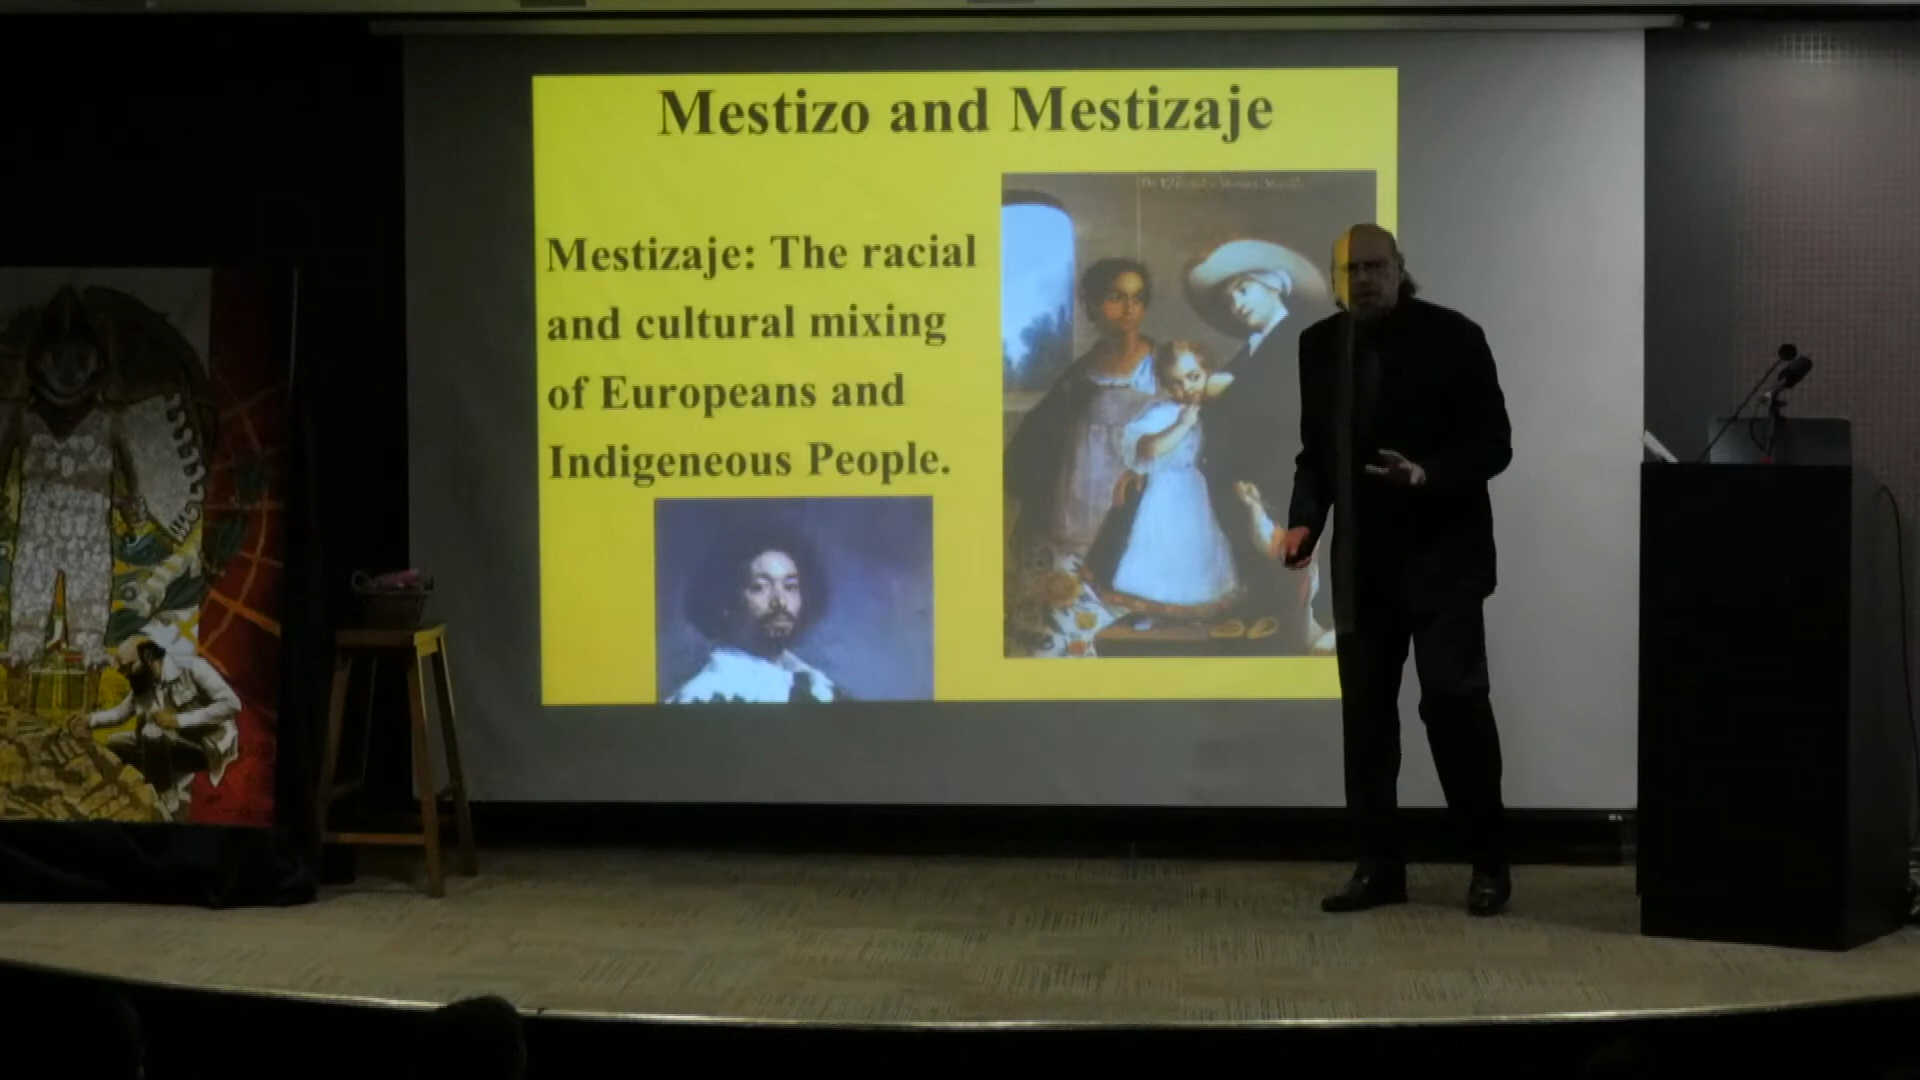 Mestizo and Mestizaje
Mestizaje: The racial
and cultural mixing
of Europeans and
Indigeneous People.